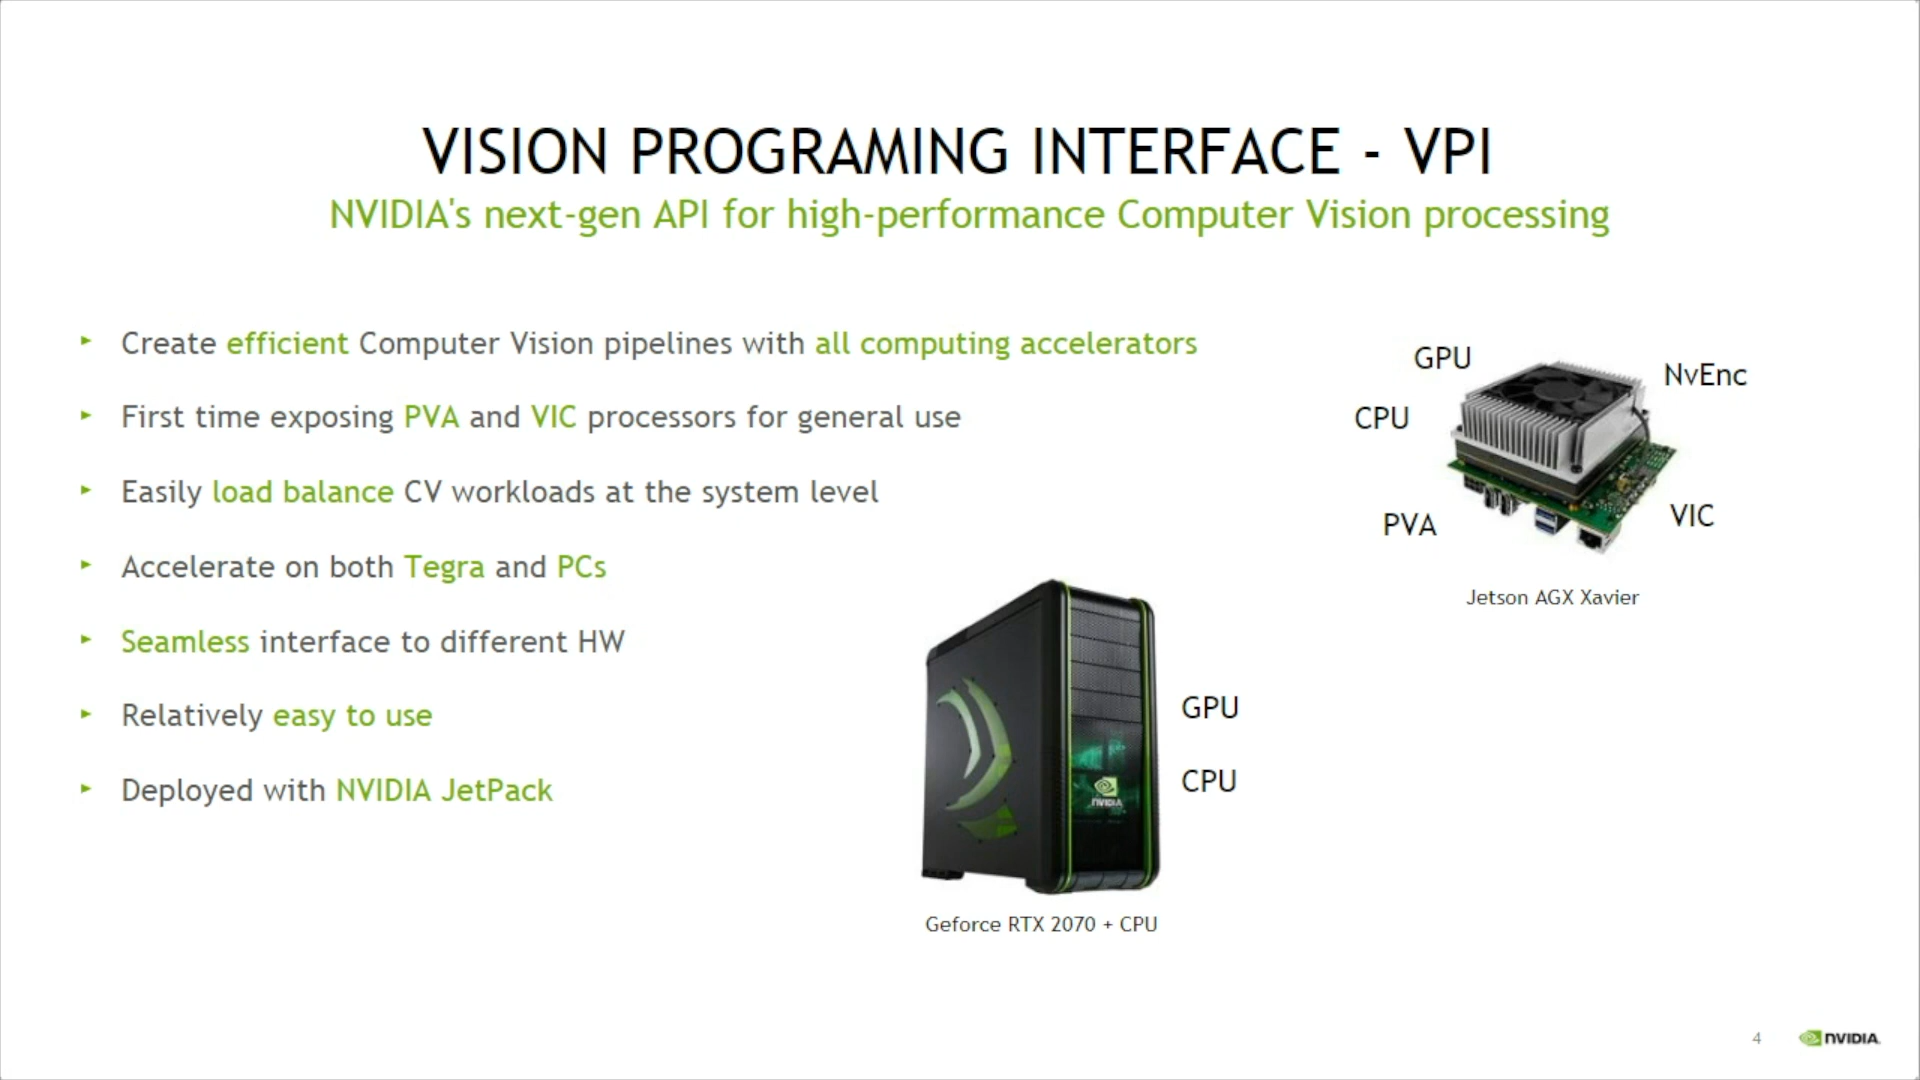 VISION PROGRAMING INTERFACE - VPI
NVIDIA's next-gen API for high-performance Computer Vision processing
Create efficient Computer Vision pipelines with all computing accelerators
First time exposing PVA and VIC processors for general use
Easily load balance CV workloads at the system level
Accelerate on both Tegra and PCs
Seamless interface to different HW
Relatively easy to use
Deployed with NVIDIA JetPack
GPU
NvEnc
CPU
PVA
VIC
Jetson AGX Xavier
GPU
CPU
NVIDIA
Geforce RTX 2070 + CPU
4
NVIDIA.